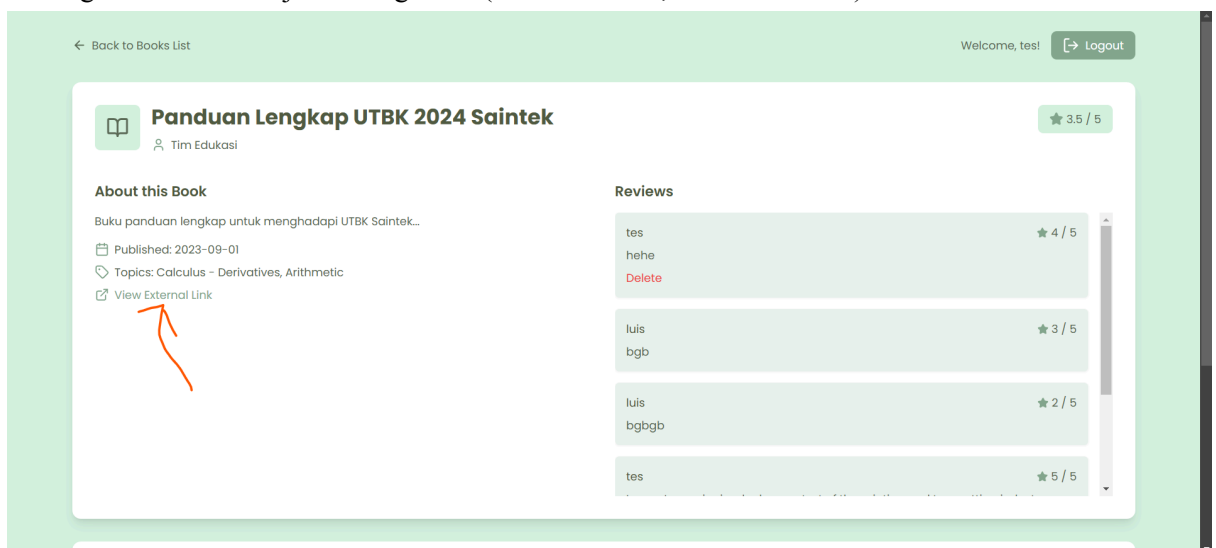 ← Back to Books List
Welcome, tes!
Logout
Panduan Lengkap UTBK 2024 Saintek
Tim Edukasi
★ 3.5 / 5
About this Book
Buku panduan lengkap untuk menghadapi UTBK Saintek...
Published: 2023-09-01
Topics: Calculus - Derivatives, Arithmetic
View External Link
Reviews
tes ★ 4 / 5
hehe
Delete
luis ★ 3 / 5
bgb
luis ★ 2 / 5
bgbgb
tes ★ 5 / 5